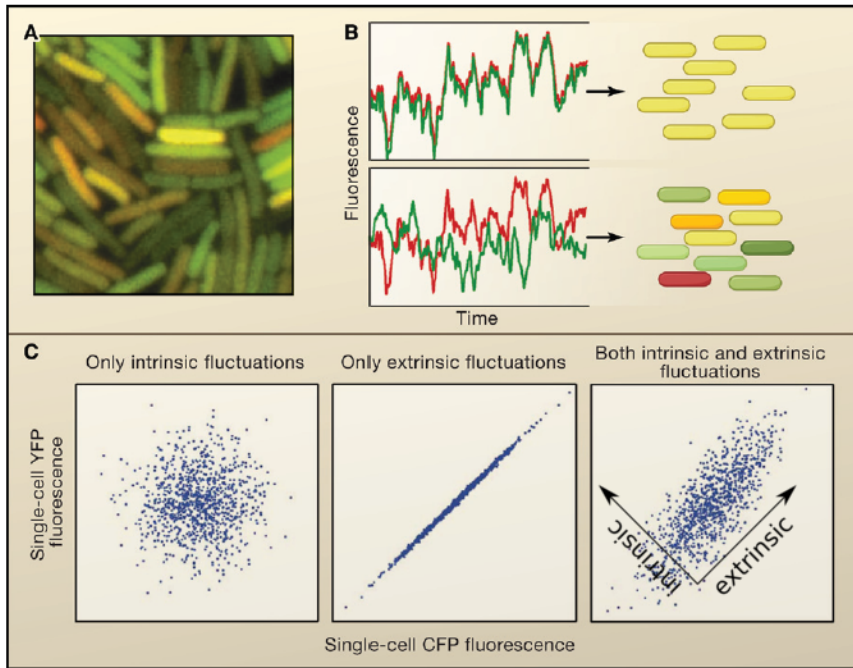 A
B
Fluorescence
Time
C
Only intrinsic fluctuations
Only extrinsic fluctuations
Both intrinsic and extrinsic
fluctuations
Single-cell YFP
fluorescence
intrinsic
extrinsic
Single-cell CFP fluorescence